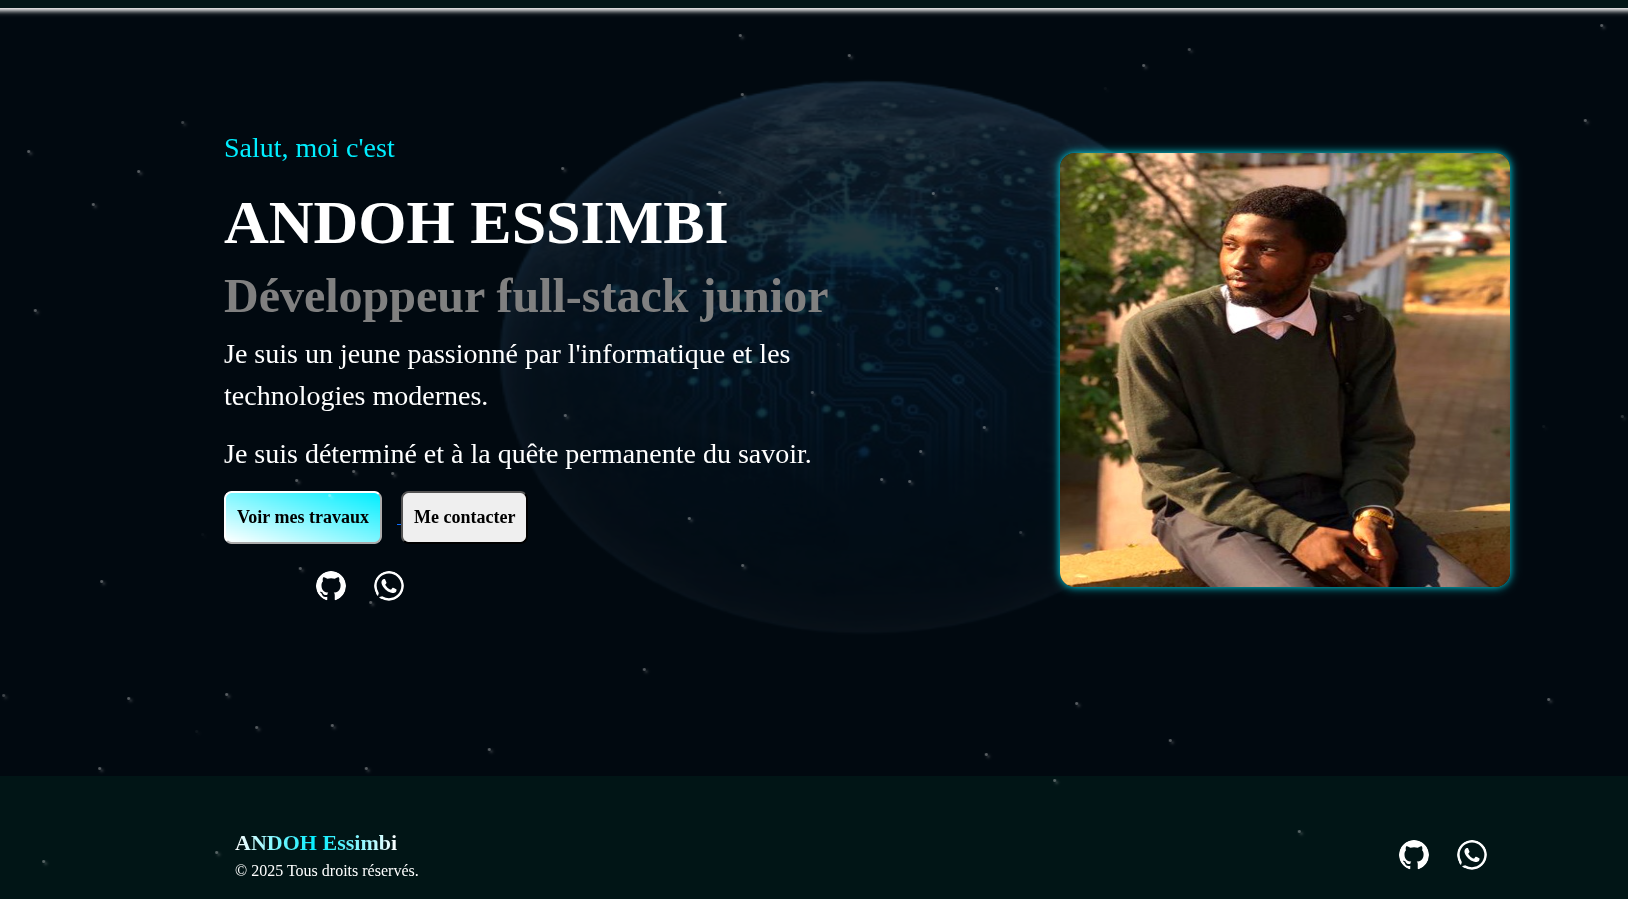 Salut, moi c'est
ANDOH ESSIMBI
Développeur full-stack junior
Je suis un jeune passionné par l'informatique et les
technologies modernes.
Je suis déterminé et à la quête permanente du savoir.
Voir mes travaux
Me contacter
ANDOH Essimbi
© 2025 Tous droits réservés.